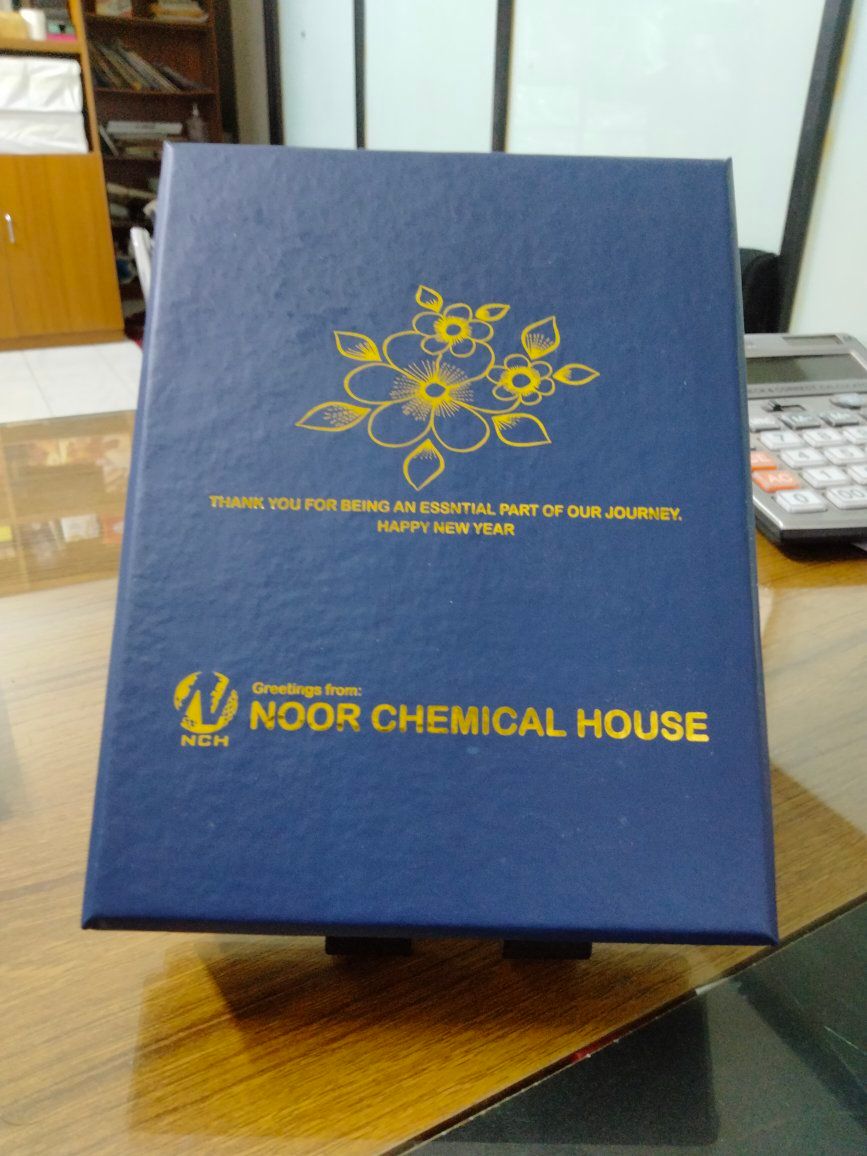 THANK YOU FOR BEING AN ESSNTIAL PART OF OUR JOURNEY.
HAPPY NEW YEAR
Greetings from:
NOOR CHEMICAL HOUSE
NCH